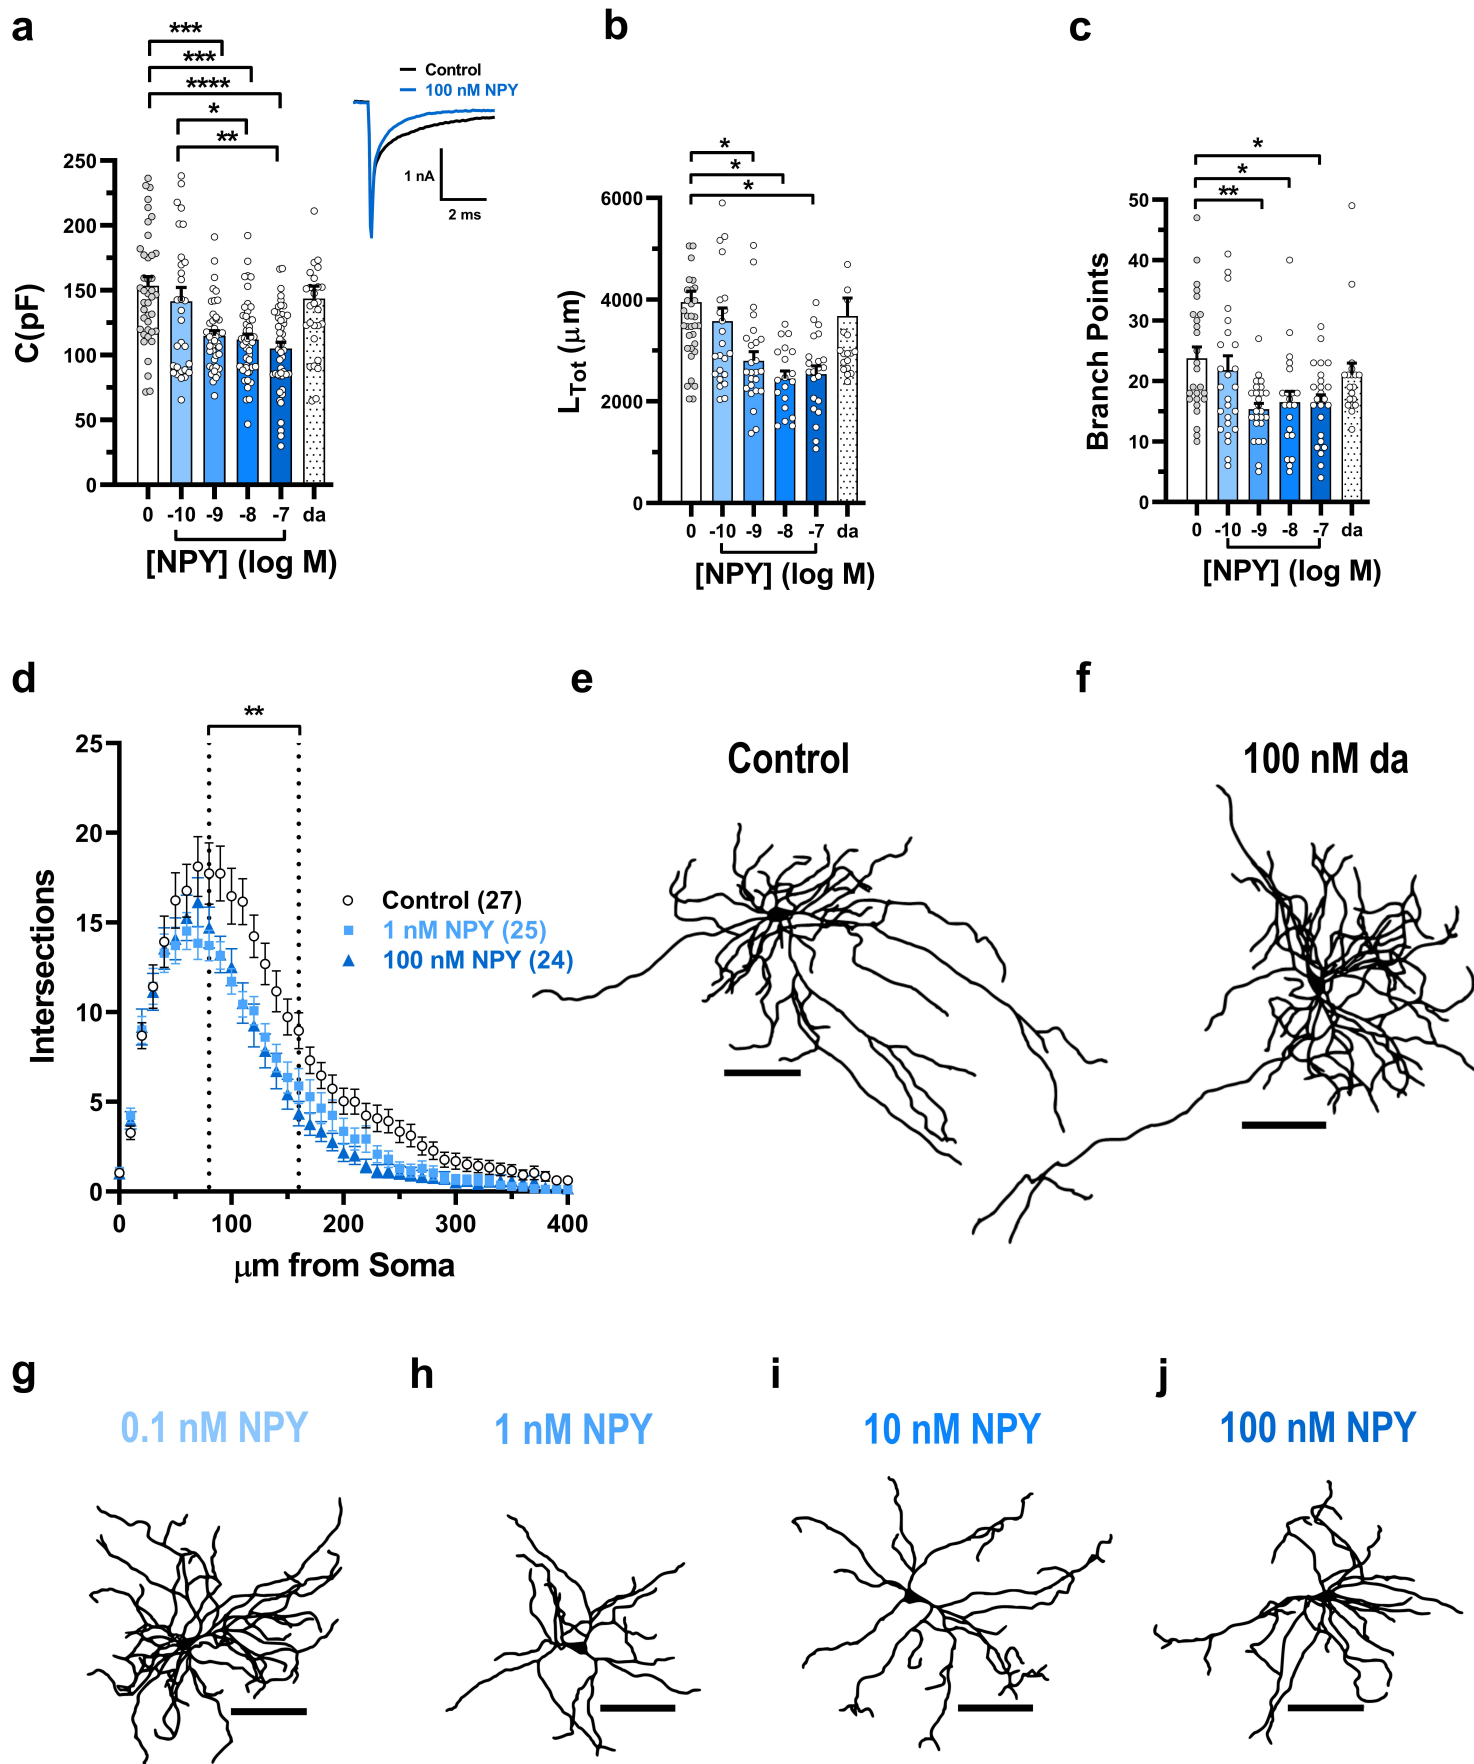 a
b
c
***
***
****
*
**
Control
100 nM NPY
1 nA
2 ms
C(pF)
250
200
150
100
50
0
0 -10 -9 -8 -7 da
[NPY] (log M)
*
*
*
LTot (μm)
6000
4000
2000
0
0 -10 -9 -8 -7 da
[NPY] (log M)
*
*
**
Branch Points
50
40
30
20
10
0
0 -10 -9 -8 -7 da
[NPY] (log M)
d
**
Intersections
25
20
15
10
5
0
0 100 200 300 400
μm from Soma
Control (27)
1 nM NPY (25)
100 nM NPY (24)
e
Control
f
100 nM da
g
0.1 nM NPY
h
1 nM NPY
i
10 nM NPY
j
100 nM NPY